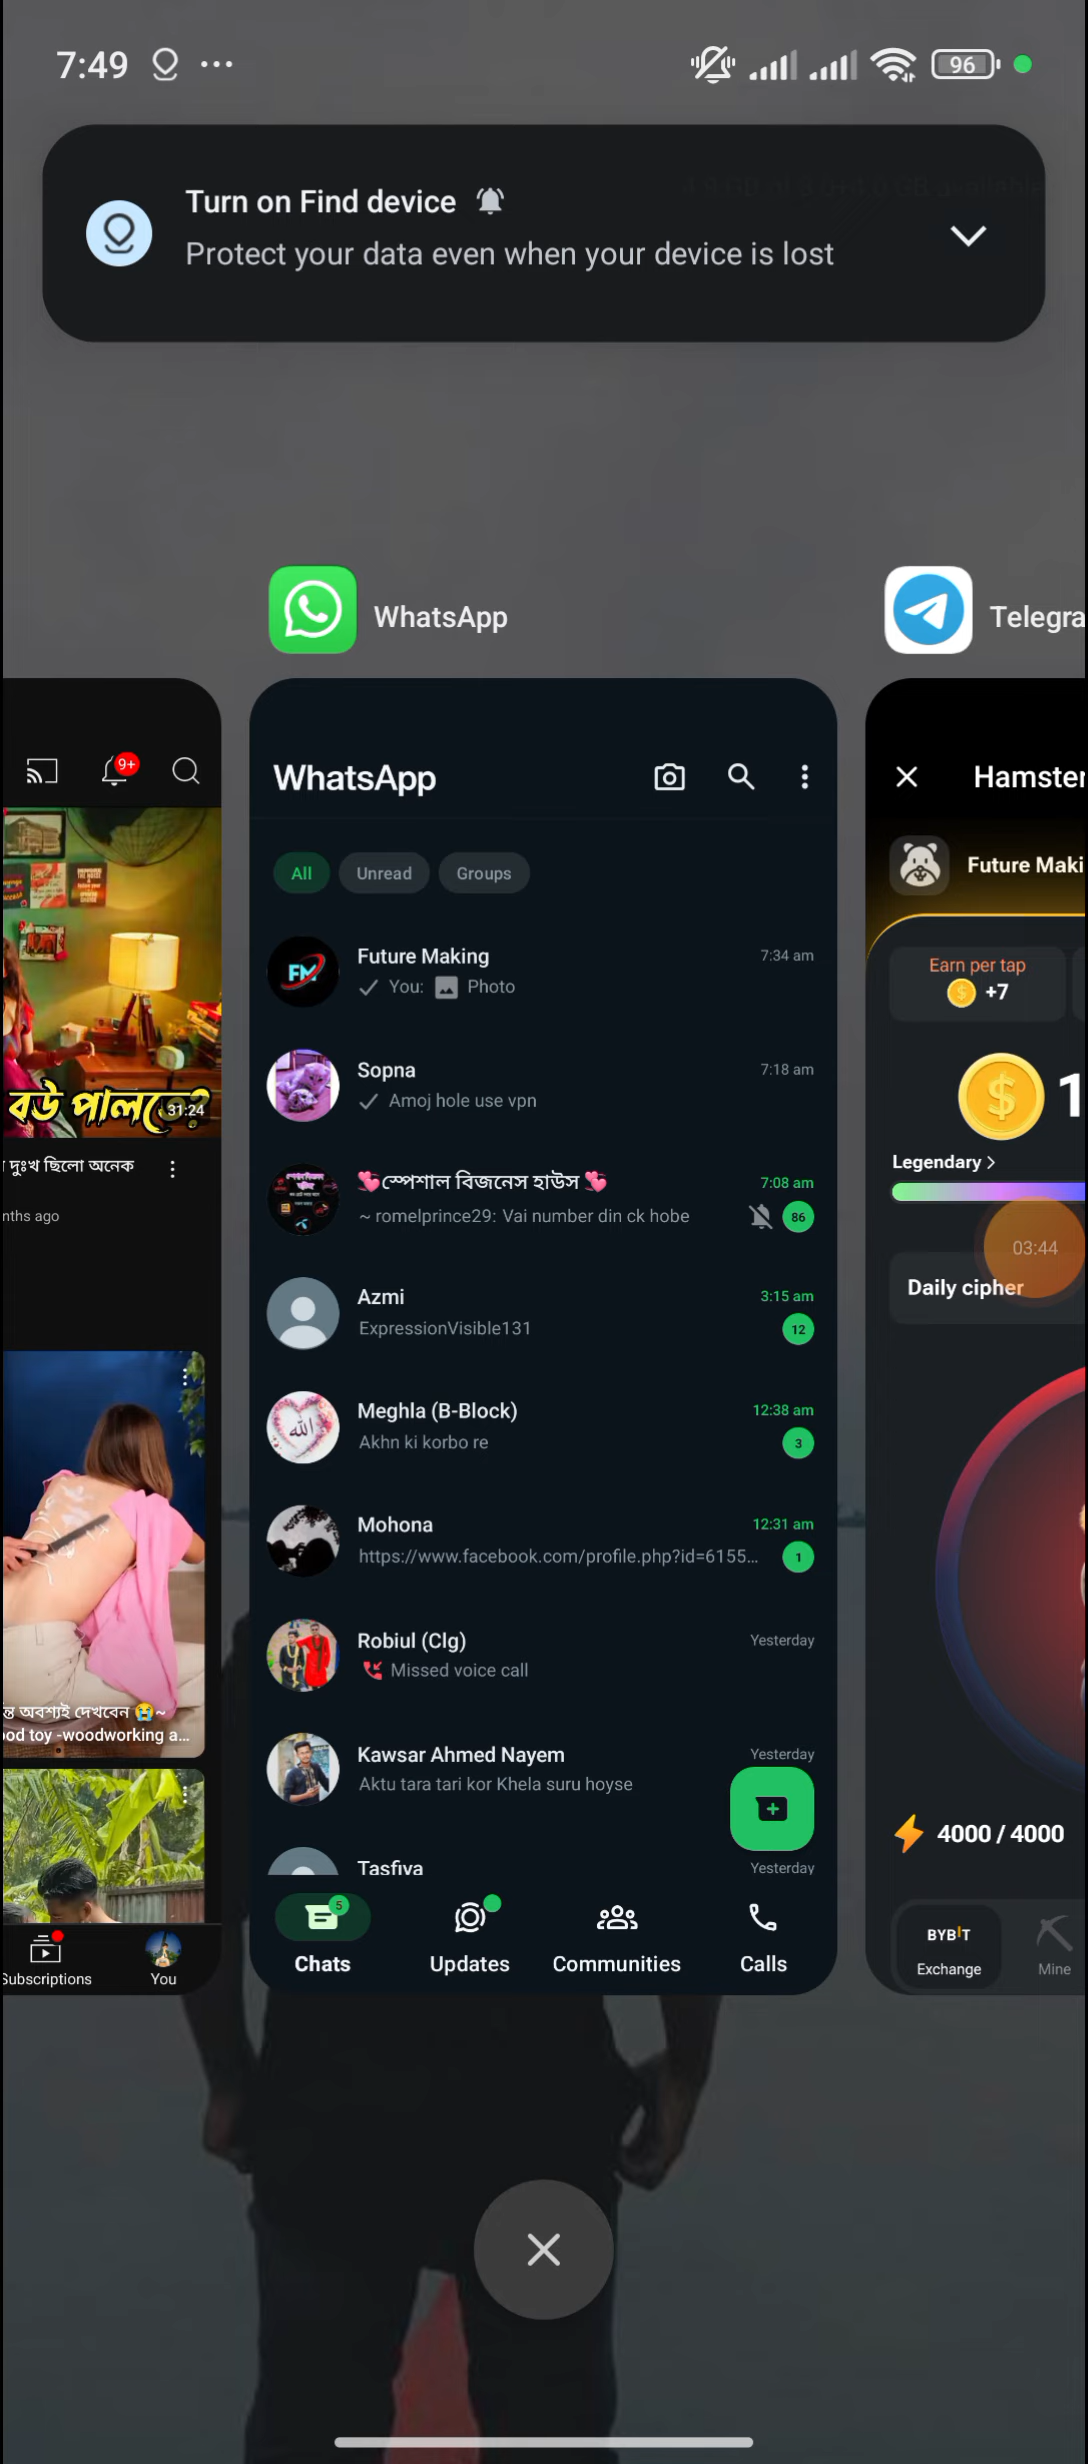 7:49
96
Turn on Find device
Protect your data even when your device is lost
WhatsApp
Telegra
9+
বউ পালতে?
31:24
দুঃখ ছিলো অনেক
nths ago
অবশ্যই দেখবেন 😭~
ood toy -woodworking a...
Subscriptions
You
WhatsApp
All
Unread
Groups
FM
Future Making
7:34 am
You: Photo
Sopna
7:18 am
Amoj hole use vpn
💞স্পেশাল বিজনেস হাউস 💞
7:08 am
~ romelprince29: Vai number din ck hobe
86
Azmi
3:15 am
ExpressionVisible131
12
Meghla (B-Block)
12:38 am
الله
Akhn ki korbo re
3
Mohona
12:31 am
https://www.facebook.com/profile.php?id=6155...
1
Robiul (Clg)
Yesterday
Missed voice call
Kawsar Ahmed Nayem
Yesterday
Aktu tara tari kor Khela suru hoyse
Tasfiya
Yesterday
5
Chats
Updates
Communities
Calls
Hamster
Future Maki
Earn per tap
+7
1
Legendary >
03:44
Daily cipher
4000 / 4000
BYBIT
Exchange
Mine